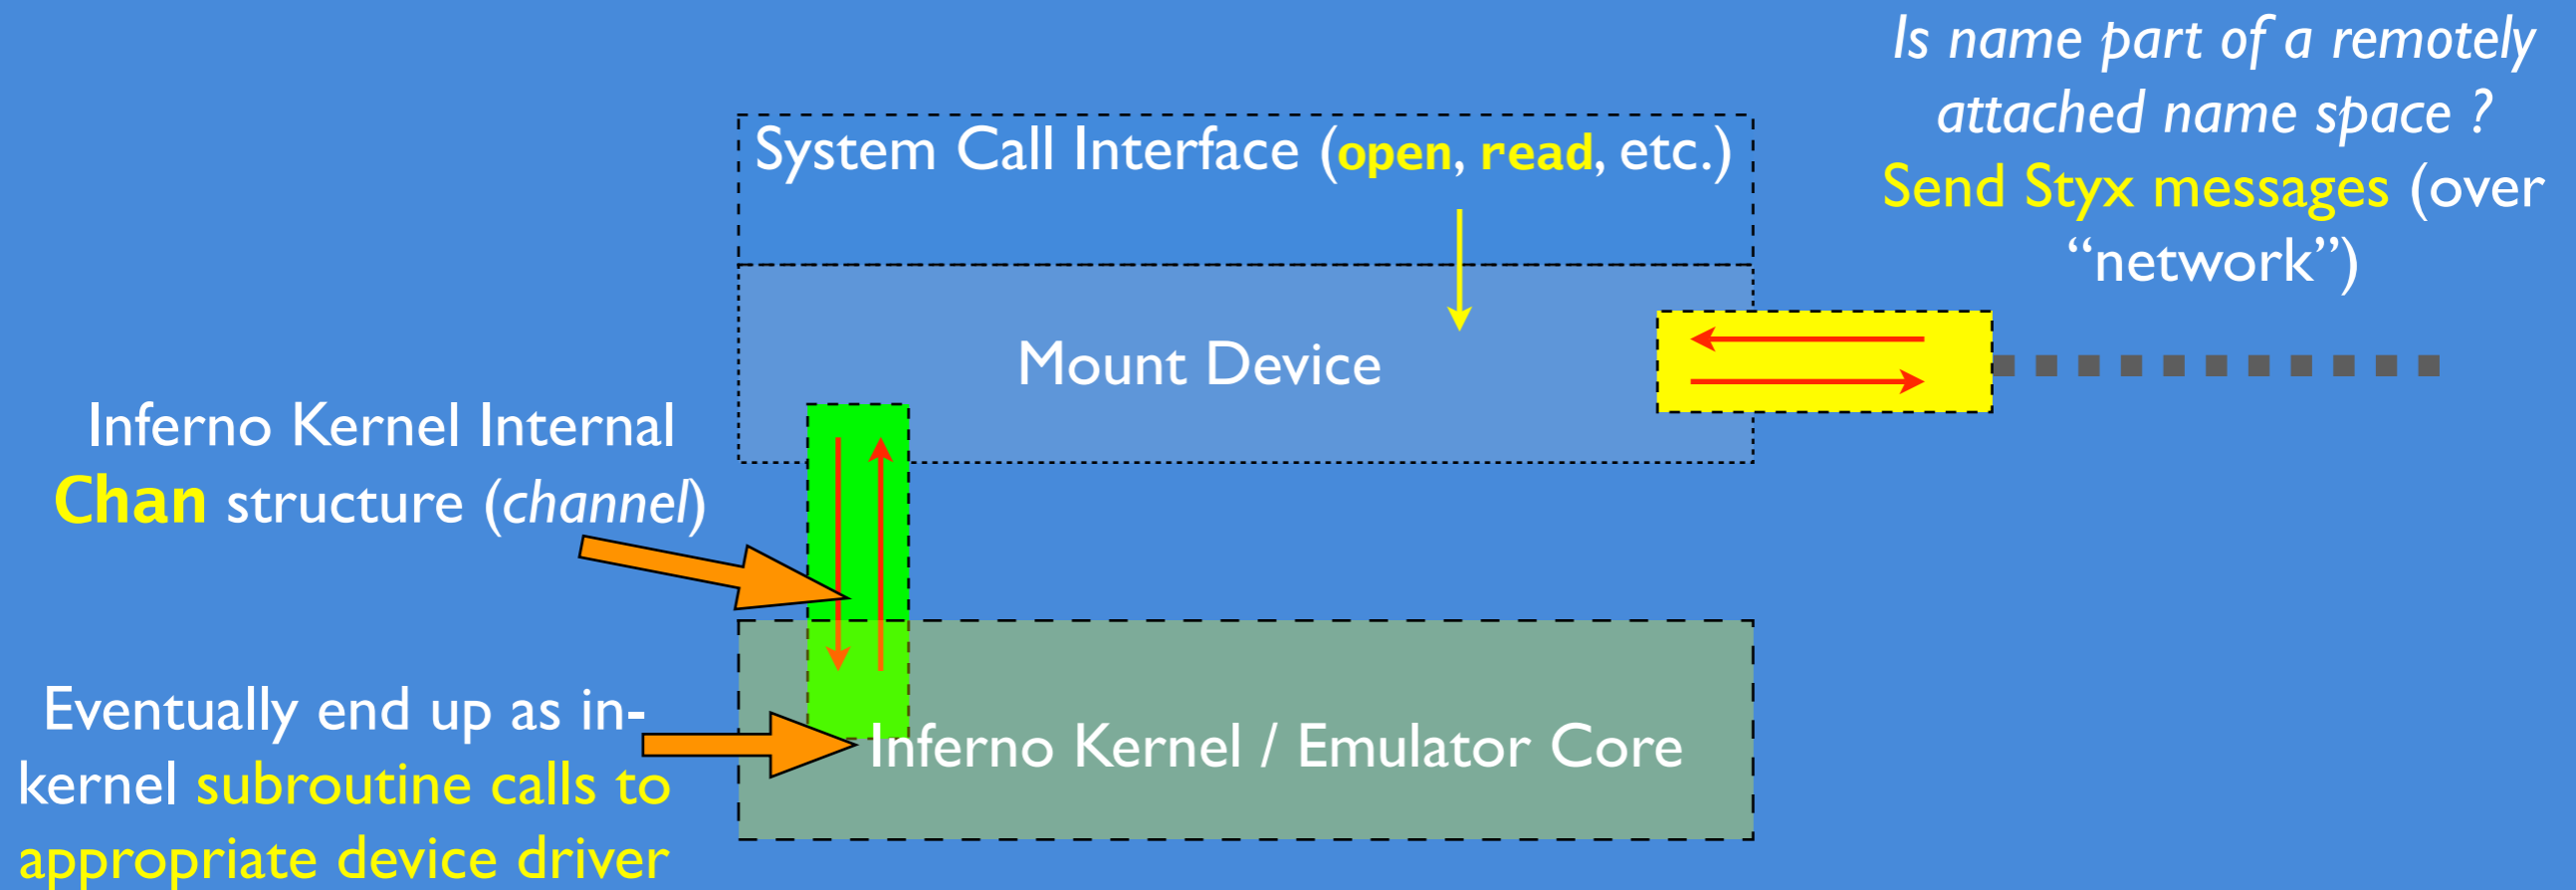 Is name part of a remotely
attached name space ?
Send Styx messages (over
“network”)
System Call Interface (open, read, etc.)
Mount Device
Inferno Kernel Internal
Chan structure (channel)
Eventually end up as in-
kernel subroutine calls to
appropriate device driver
Inferno Kernel / Emulator Core